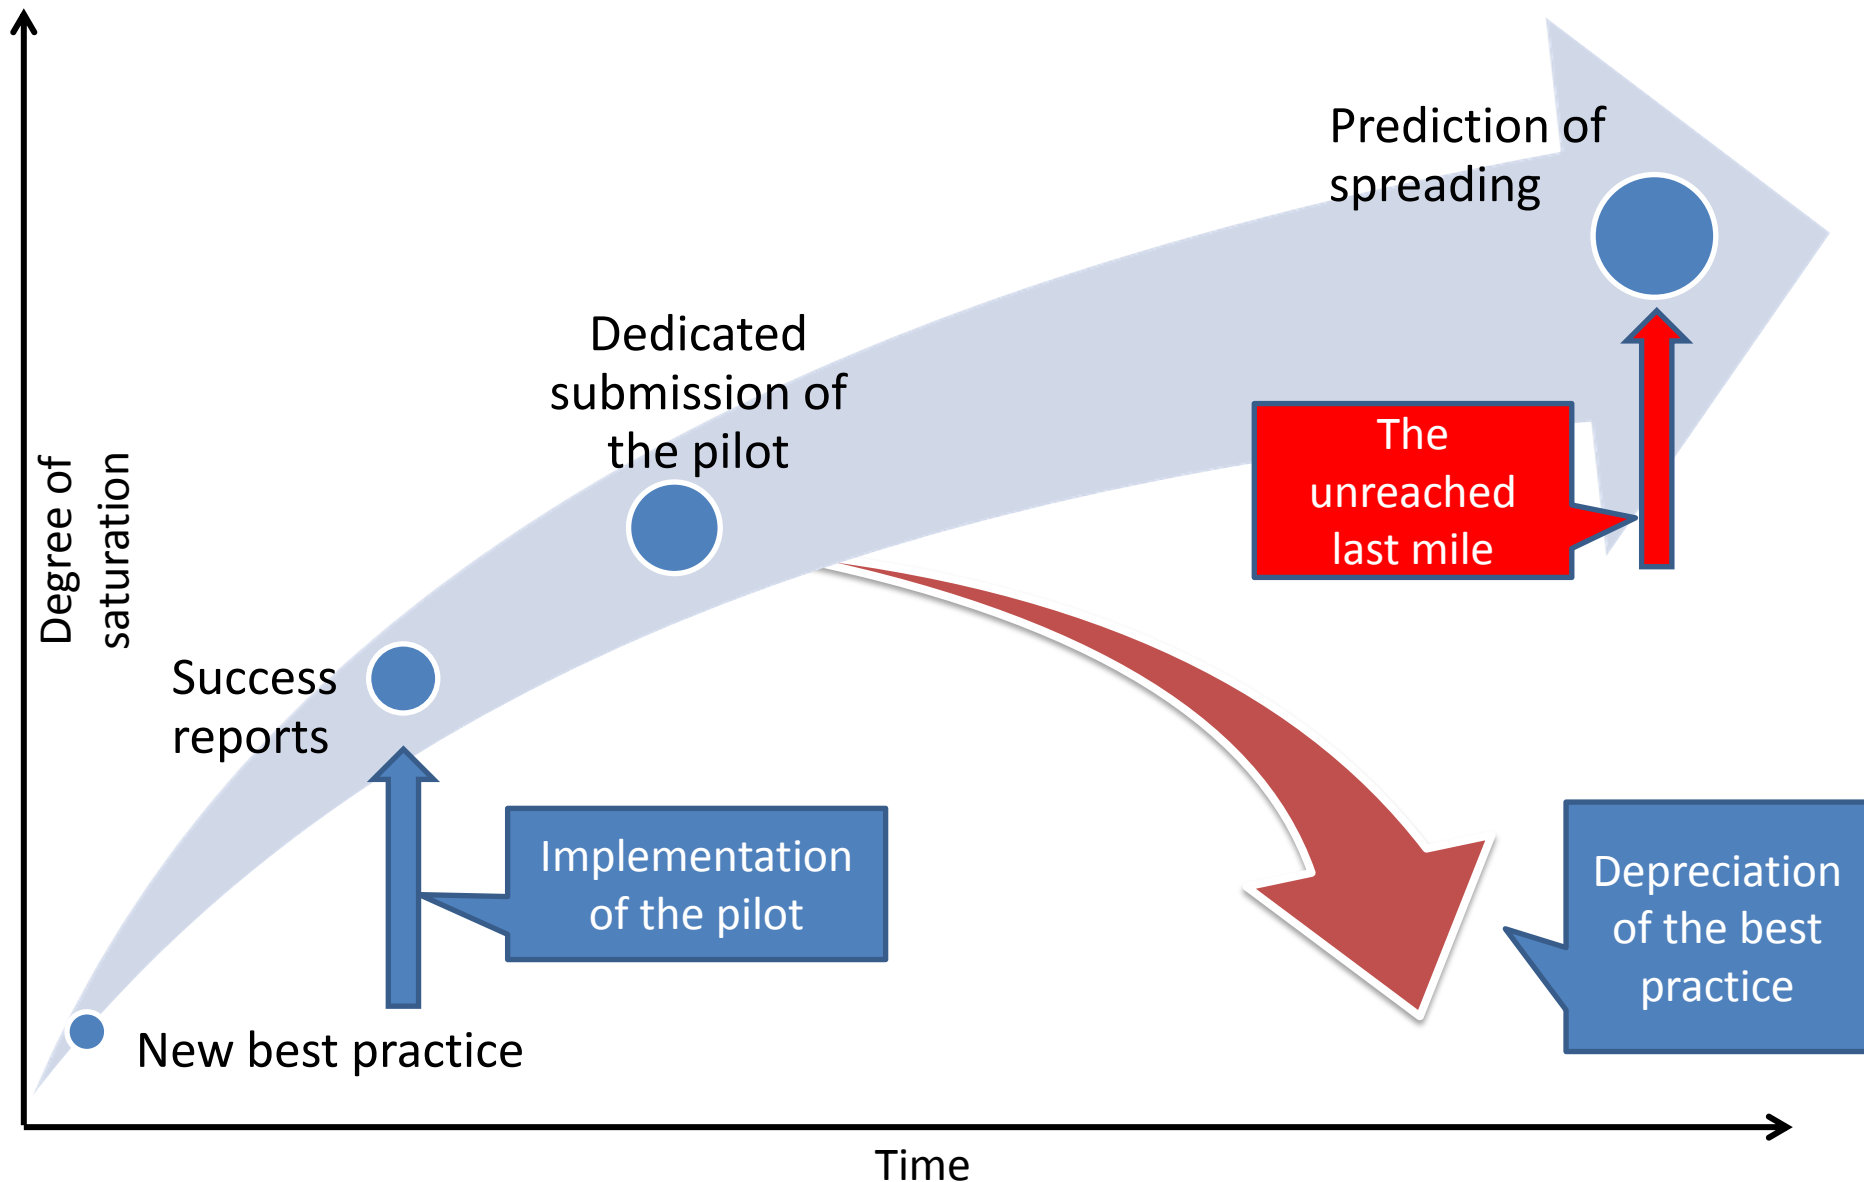 Prediction of
spreading
Dedicated
submission of
the pilot
The
unreached
last mile
Degree of
saturation
Success
reports
Implementation
of the pilot
Depreciation
of the best
practice
New best practice
Time